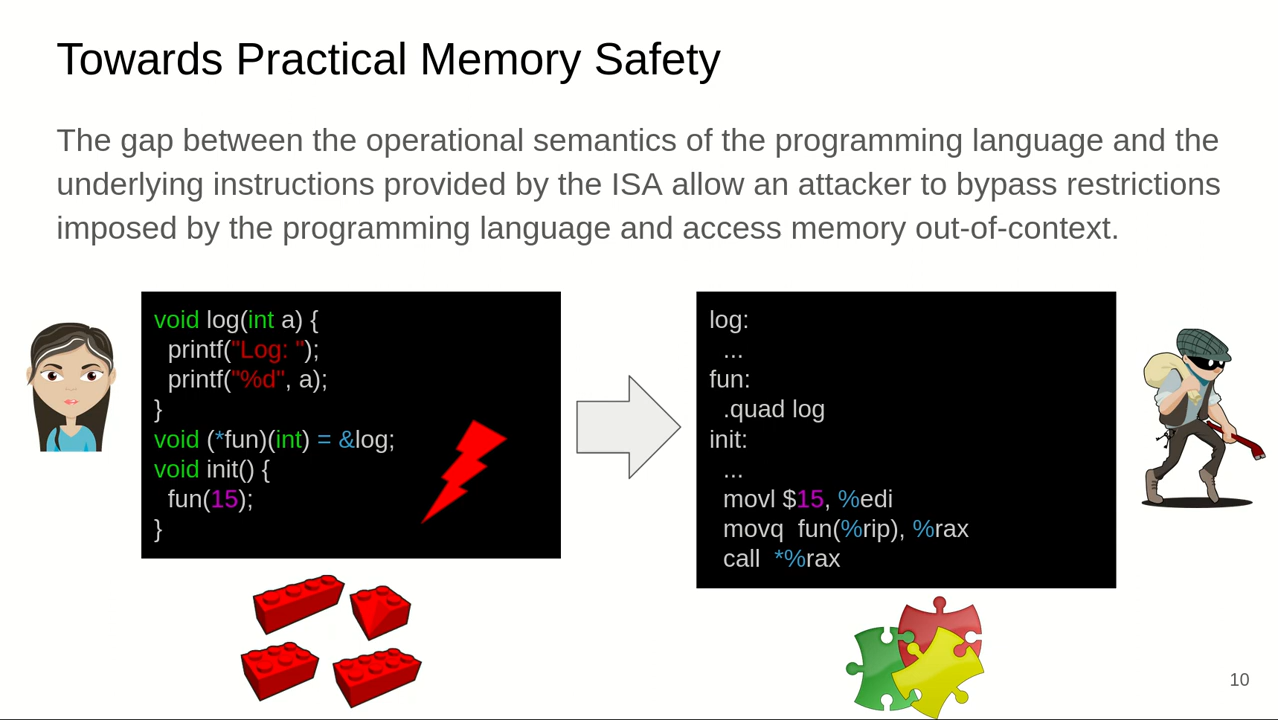 Towards Practical Memory Safety
The gap between the operational semantics of the programming language and the
underlying instructions provided by the ISA allow an attacker to bypass restrictions
imposed by the programming language and access memory out-of-context.
void log(int a) {
  printf("Log: ");
  printf("%d", a);
}
void (*fun)(int) = &log;
void init() {
  fun(15);
}
log:
  ...
fun:
  .quad log
init:
  ...
  movl $15, %edi
  movq  fun(%rip), %rax
  call  *%rax
10